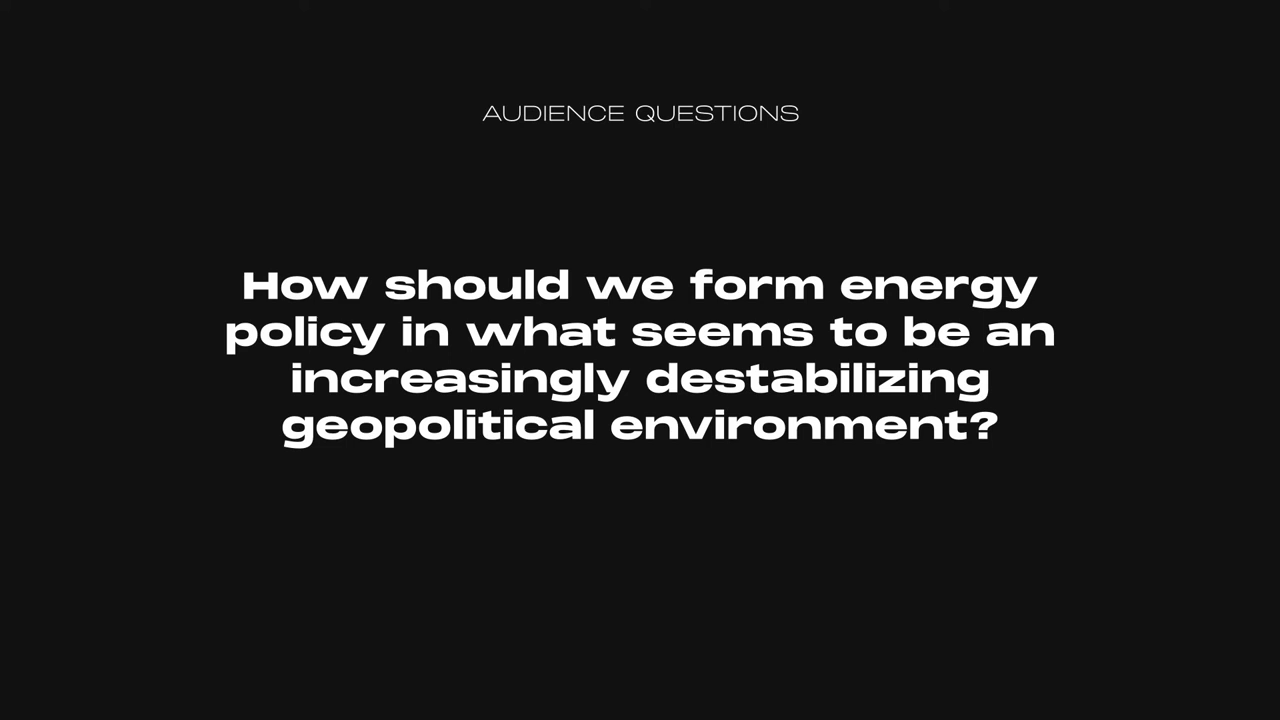 AUDIENCE QUESTIONS
How should we form energy
policy in what seems to be an
increasingly destabilizing
geopolitical environment?